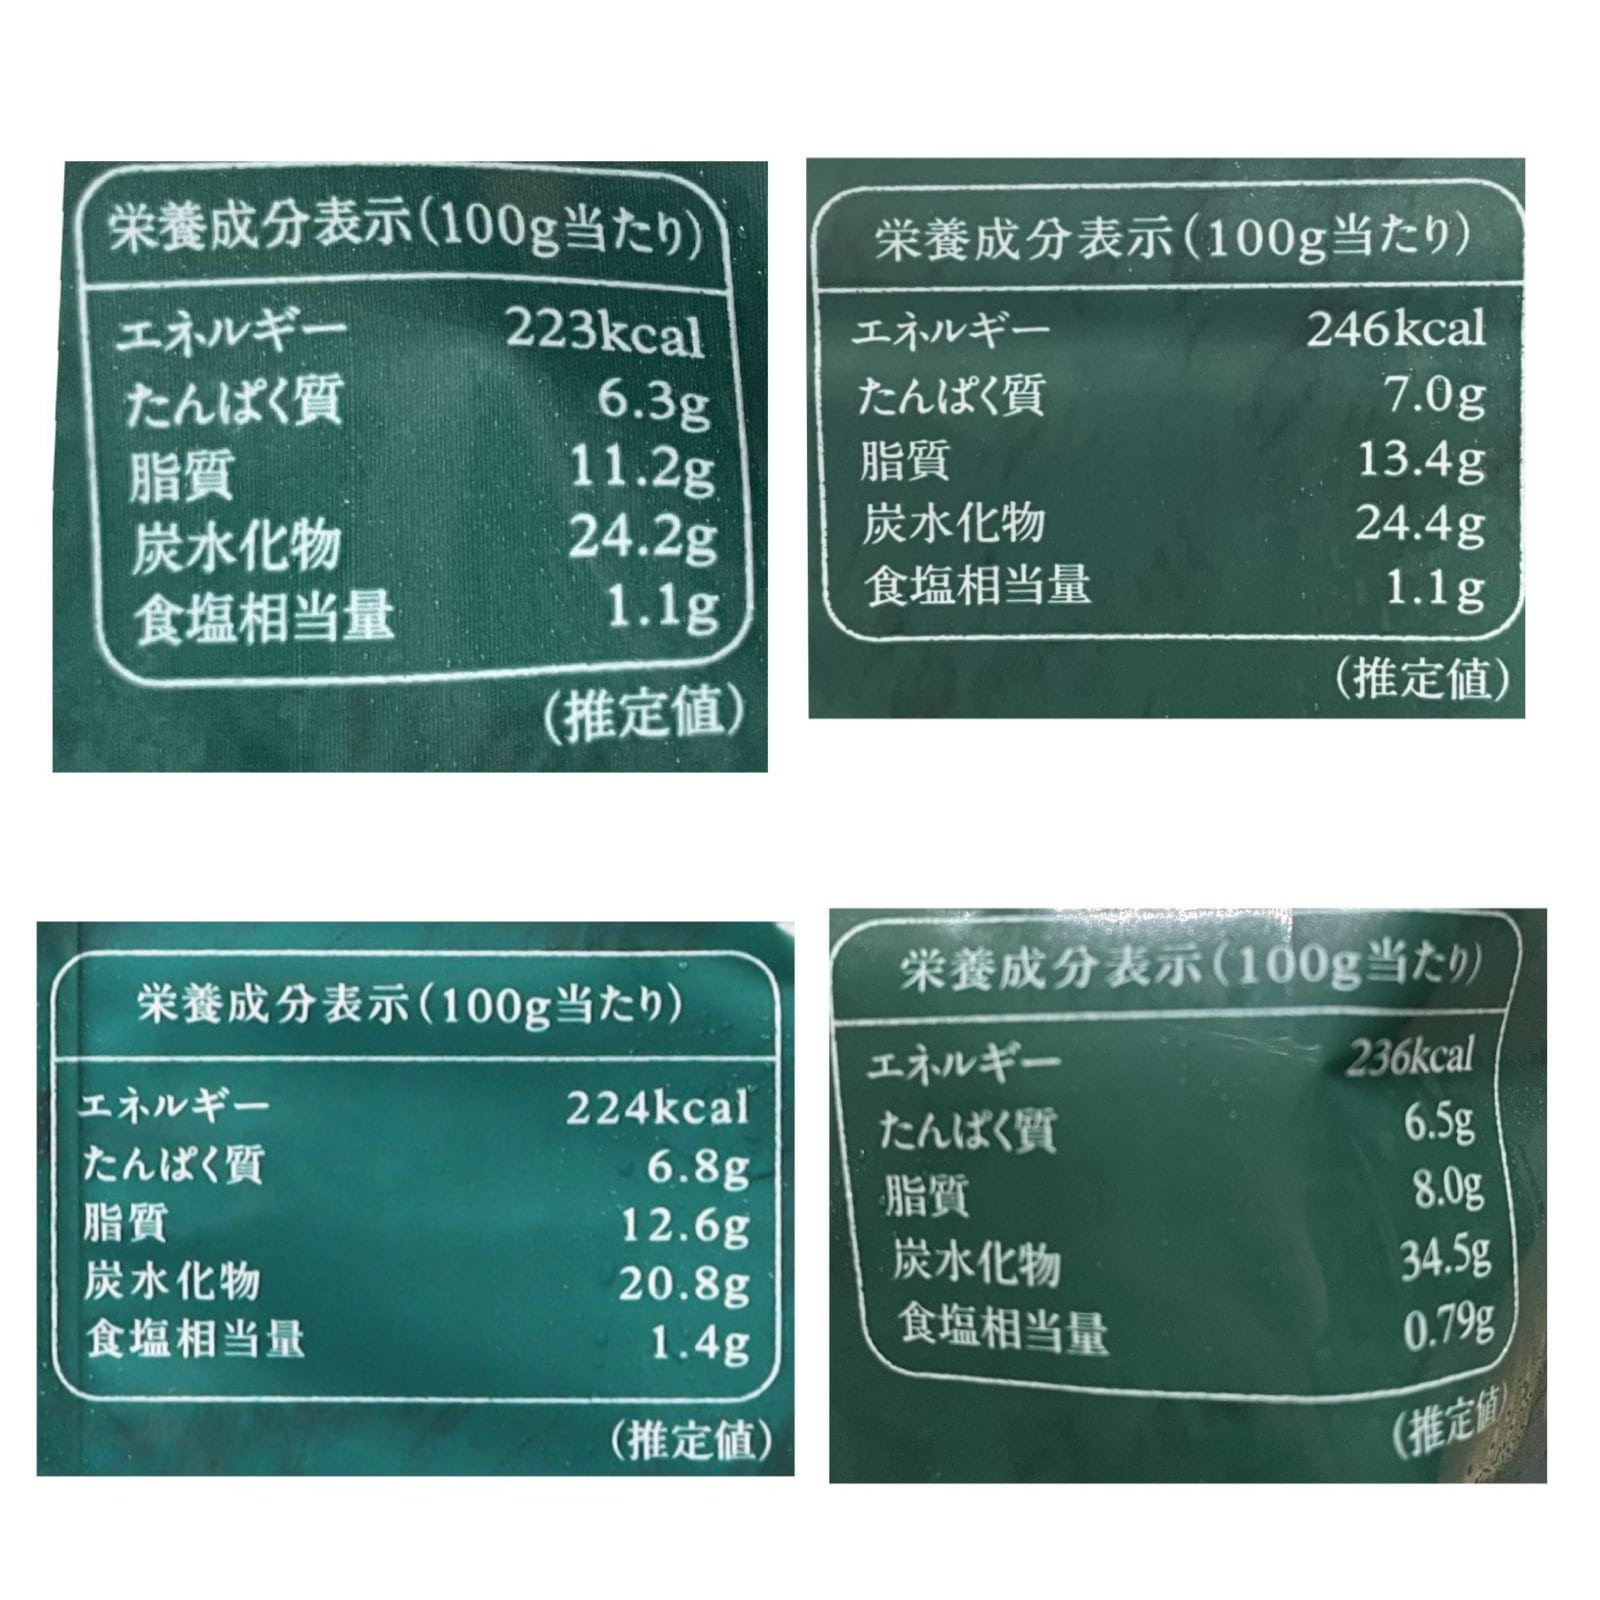 栄養成分表示(100g当たり)
エネルギー 223kcal
たんぱく質 6.3g
脂質 11.2g
炭水化物 24.2g
食塩相当量 1.1g
(推定値)
栄養成分表示(100g当たり)
エネルギー 246kcal
たんぱく質 7.0g
脂質 13.4g
炭水化物 24.4g
食塩相当量 1.1g
(推定値)
栄養成分表示(100g当たり)
エネルギー 224kcal
たんぱく質 6.8g
脂質 12.6g
炭水化物 20.8g
食塩相当量 1.4g
(推定値)
栄養成分表示(100g当たり)
エネルギー 236kcal
たんぱく質 6.5g
脂質 8.0g
炭水化物 34.5g
食塩相当量 0.79g
(推定値)